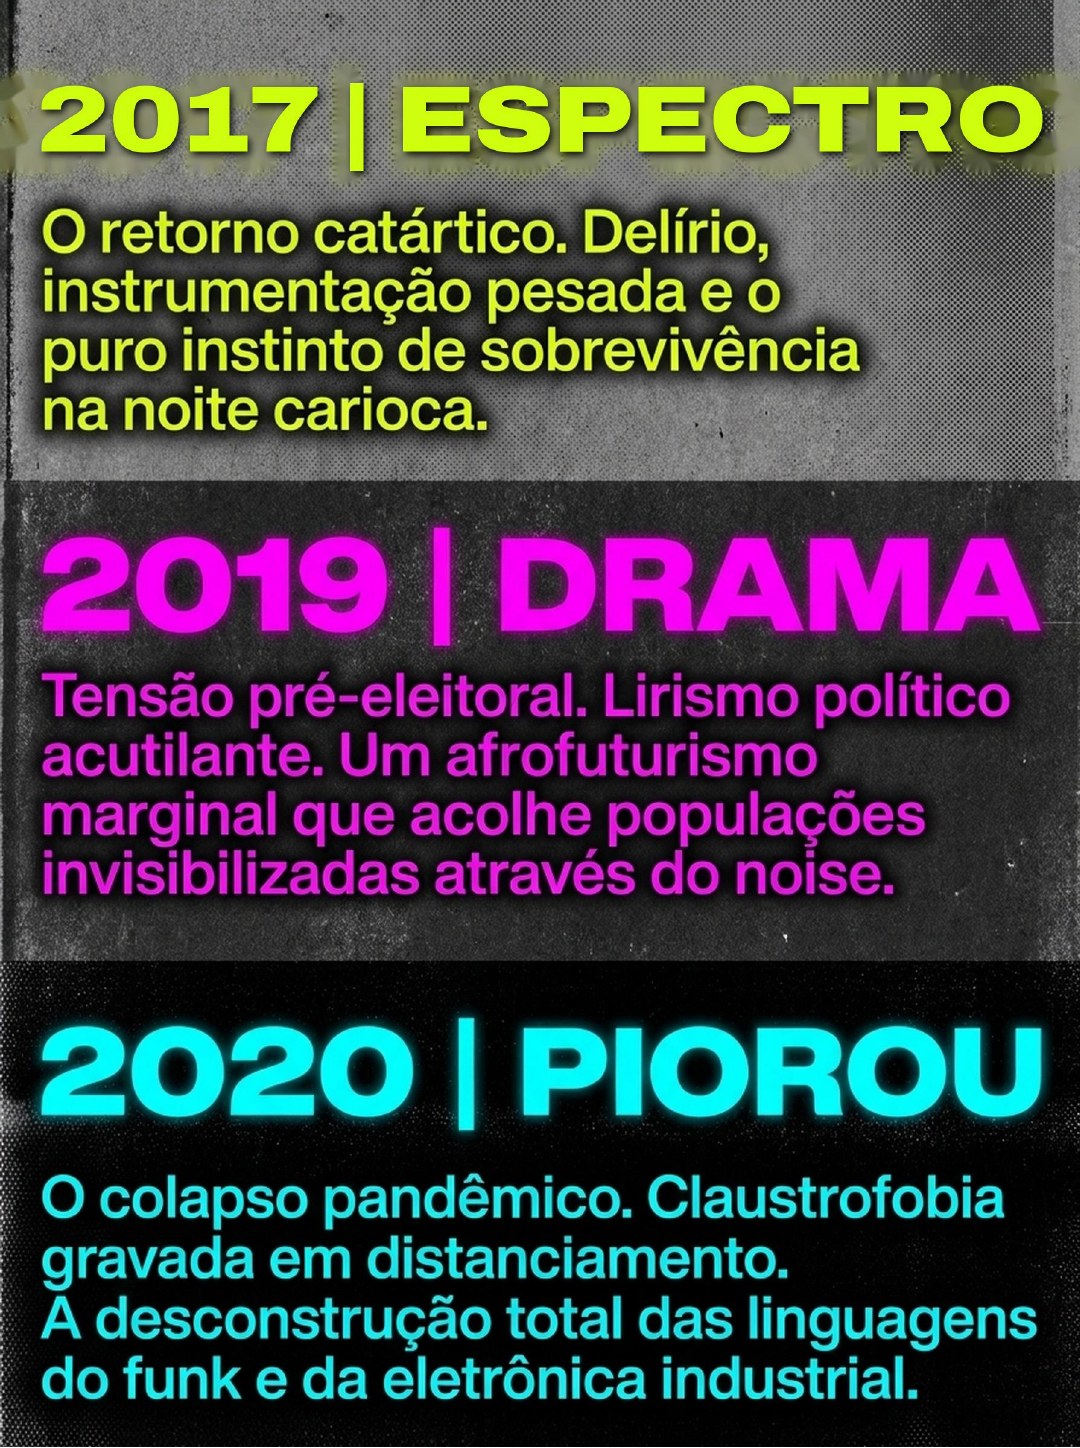 2017 | ESPECTRO
O retorno catártico. Delírio,
instrumentação pesada e o
puro instinto de sobrevivência
na noite carioca.
2019 | DRAMA
Tensão pré-eleitoral. Lirismo político
acutilante. Um afrofuturismo
marginal que acolhe populações
invisibilizadas através do noise.
2020 | PIOROU
O colapso pandêmico. Claustrofobia
gravada em distanciamento.
A desconstrução total das linguagens
do funk e da eletrônica industrial.